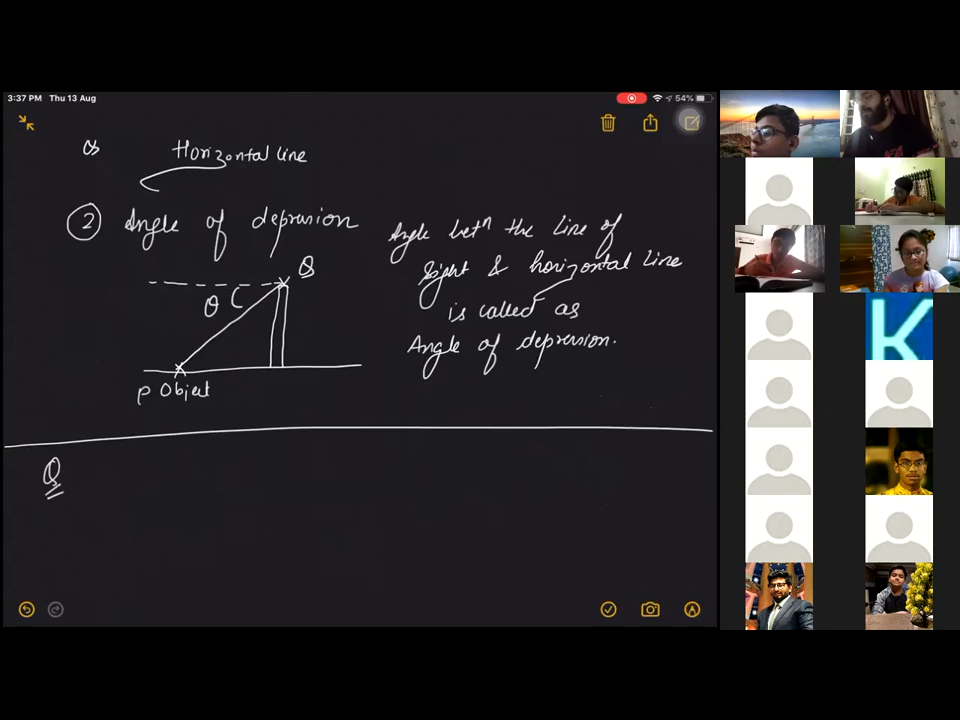 3:37 PM Thu 13 Aug
54%
& Horizontal line
② Angle of depression
Angle betⁿ the line of
sight & horizontal line
is called as
Angle of depression.
Q
θ
P Object
Q
K